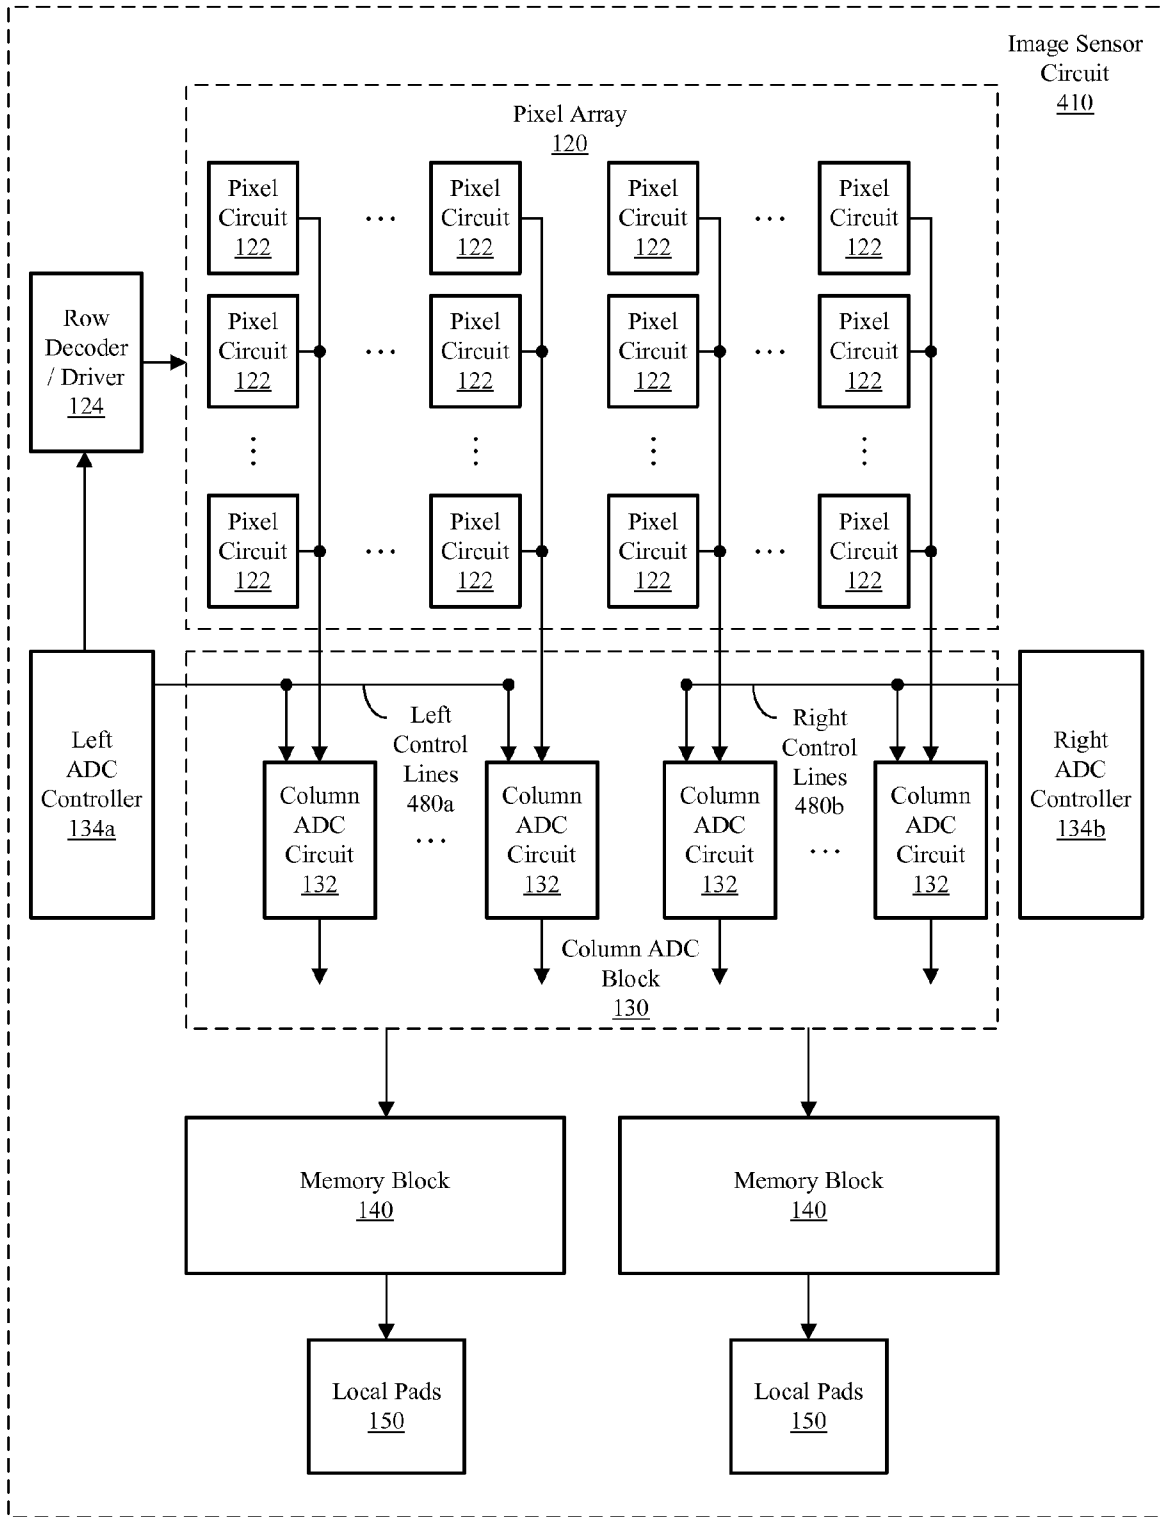 Image Sensor
Circuit
410
Pixel Array
120
Pixel
Circuit
122
...
Pixel
Circuit
122
Pixel
Circuit
122
...
Pixel
Circuit
122
Row
Decoder
/ Driver
124
Pixel
Circuit
122
...
Pixel
Circuit
122
Pixel
Circuit
122
...
Pixel
Circuit
122
Pixel
Circuit
122
...
Pixel
Circuit
122
Pixel
Circuit
122
...
Pixel
Circuit
122
Left
ADC
Controller
134a
Left
Control
Lines
480a
Right
Control
Lines
480b
Right
ADC
Controller
134b
Column
ADC
Circuit
132
...
Column
ADC
Circuit
132
Column
ADC
Circuit
132
...
Column
ADC
Circuit
132
Column ADC
Block
130
Memory Block
140
Memory Block
140
Local Pads
150
Local Pads
150